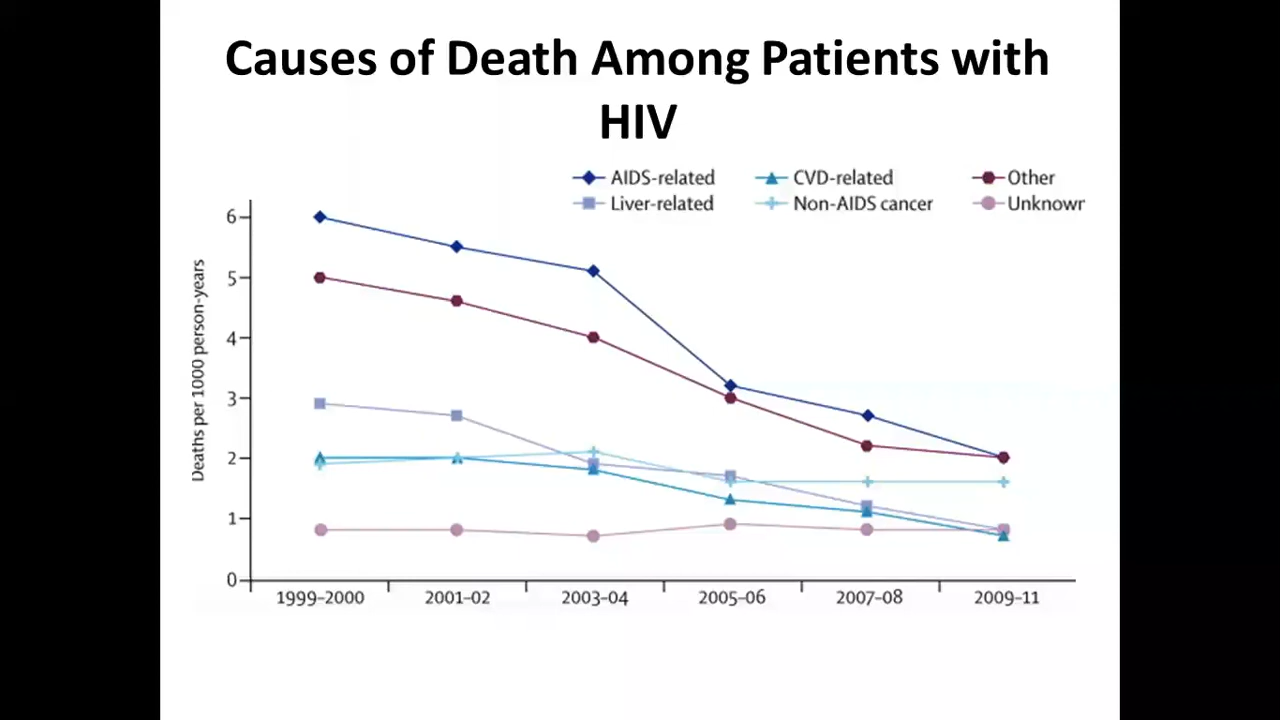 Causes of Death Among Patients with
HIV
AIDS-related
CVD-related
Other
Liver-related
Non-AIDS cancer
Unknowr
Deaths per 1000 person-years
6
5
4
3
2
1
0
1999–2000
2001–02
2003–04
2005–06
2007–08
2009–11